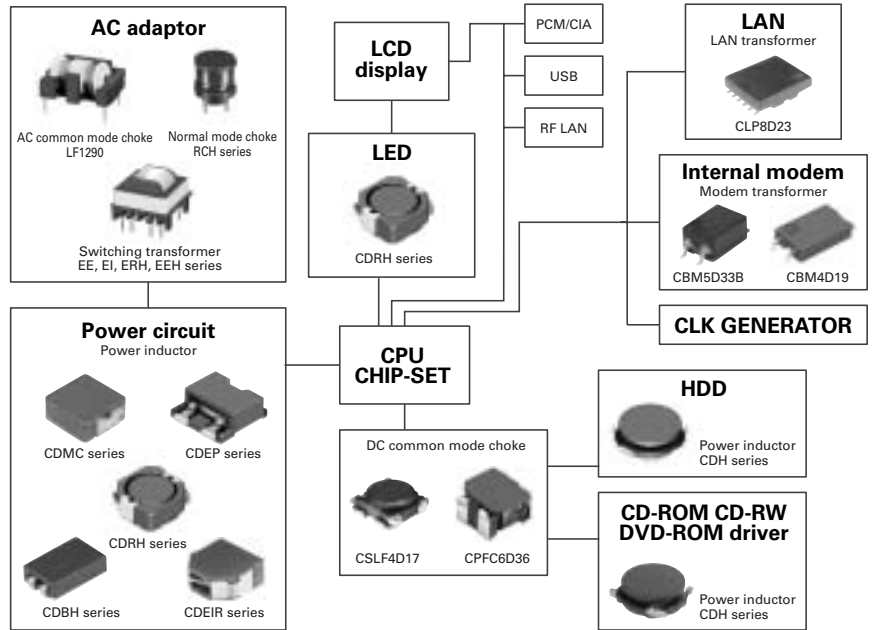 AC adaptor
AC common mode choke
LF1290
Normal mode choke
RCH series
Switching transformer
EE, EI, ERH, EEH series
Power circuit
Power inductor
CDMC series
CDEP series
CDRH series
CDBH series
CDEIR series
LCD
display
LED
CDRH series
PCM/CIA
USB
RF LAN
CPU
CHIP-SET
DC common mode choke
CSLF4D17
CPFC6D36
LAN
LAN transformer
CLP8D23
Internal modem
Modem transformer
CBM5D33B
CBM4D19
CLK GENERATOR
HDD
Power inductor
CDH series
CD-ROM CD-RW
DVD-ROM driver
Power inductor
CDH series